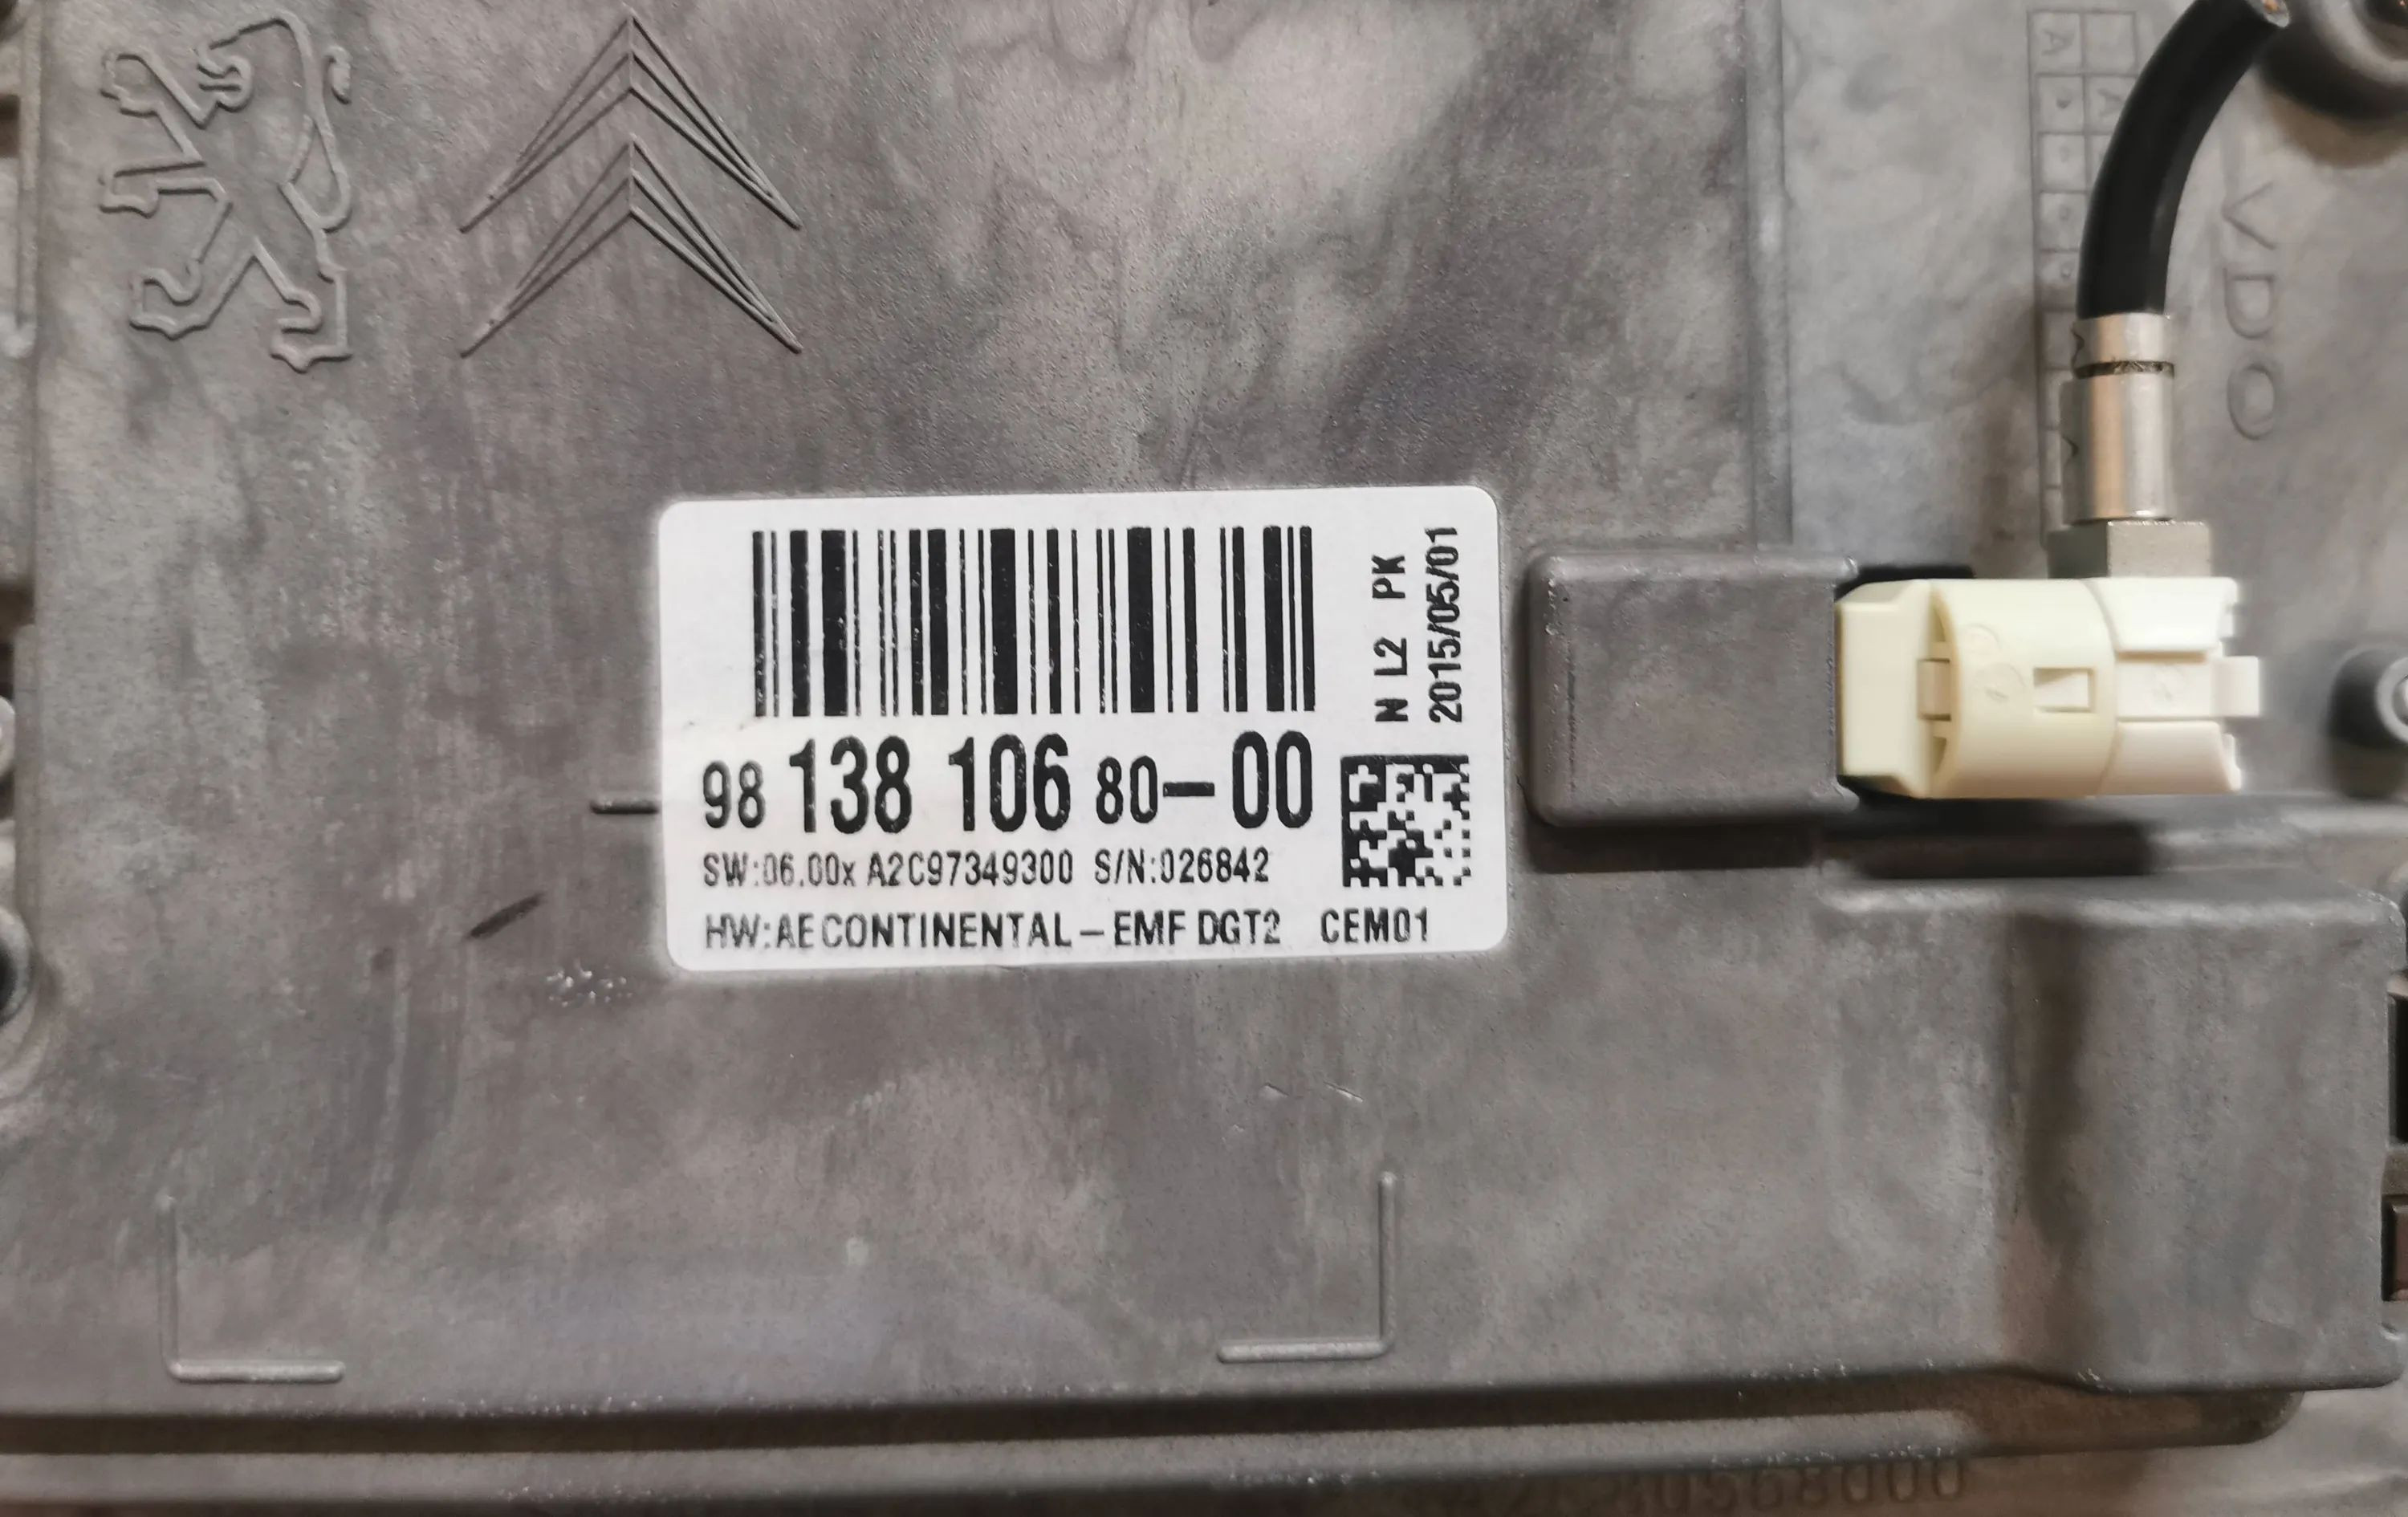 VDO
N L2 PK
2015/05/01
98 138 106 80-00
SW:06.00x A2C97349300 S/N:026842
HW:AE CONTINENTAL-EMF DGT2 CEM01